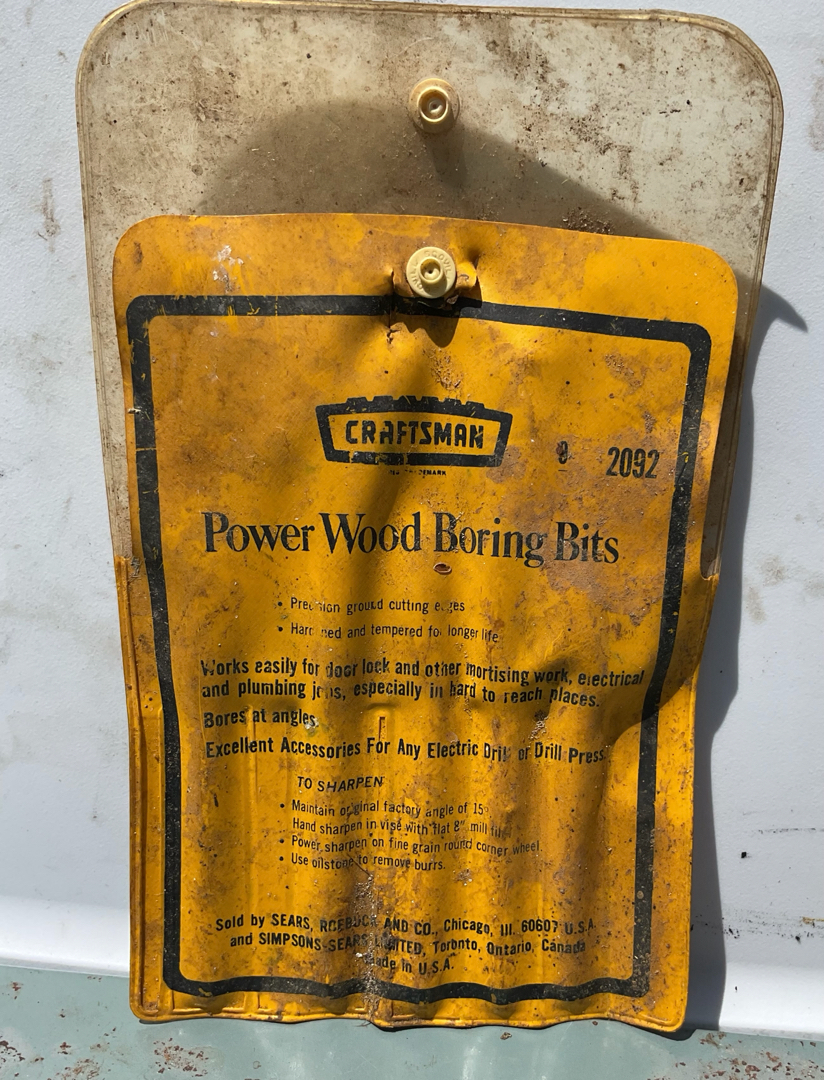 CRAFTSMAN
2092
Power Wood Boring Bits
• Precision ground cutting edges
• Hardened and tempered for longer life
Works easily for door lock and other mortising work, electrical
and plumbing jobs, especially in hard to reach places.
Bores at angles
Excellent Accessories For Any Electric Drill or Drill Press.
TO SHARPEN
• Maintain original factory angle of 15°
Hand sharpen in vise with flat 8" mill file
• Power sharpen on fine grain round corner wheel.
• Use oilstone to remove burrs.
Sold by SEARS, ROEBUCK AND CO., Chicago, Ill. 60607 U.S.A.
and SIMPSONS-SEARS LIMITED, Toronto, Ontario, Canada
Made in U.S.A.